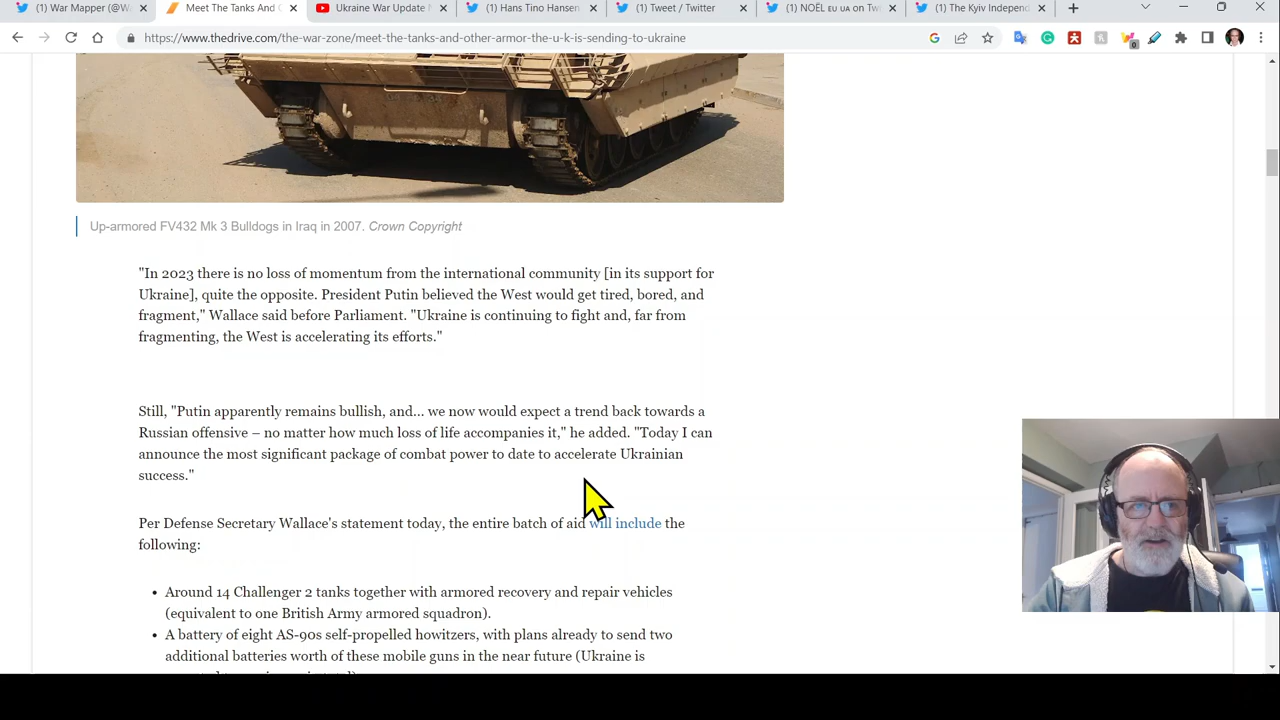 (1) War Mapper (@W
Meet The Tanks And O
Ukraine War Update N
(1) Hans Tino Hansen
(1) Tweet / Twitter
(1) NOËL EU UA on Tw
(1) The Kyiv Independ
https://www.thedrive.com/the-war-zone/meet-the-tanks-and-other-armor-the-u-k-is-sending-to-ukraine
Up-armored FV432 Mk 3 Bulldogs in Iraq in 2007. Crown Copyright
"In 2023 there is no loss of momentum from the international community [in its support for
Ukraine], quite the opposite. President Putin believed the West would get tired, bored, and
fragment," Wallace said before Parliament. "Ukraine is continuing to fight and, far from
fragmenting, the West is accelerating its efforts."
Still, "Putin apparently remains bullish, and... we now would expect a trend back towards a
Russian offensive – no matter how much loss of life accompanies it," he added. "Today I can
announce the most significant package of combat power to date to accelerate Ukrainian
success."
Per Defense Secretary Wallace's statement today, the entire batch of aid will include the
following:
• Around 14 Challenger 2 tanks together with armored recovery and repair vehicles
(equivalent to one British Army armored squadron).
• A battery of eight AS-90s self-propelled howitzers, with plans already to send two
additional batteries worth of these mobile guns in the near future (Ukraine is